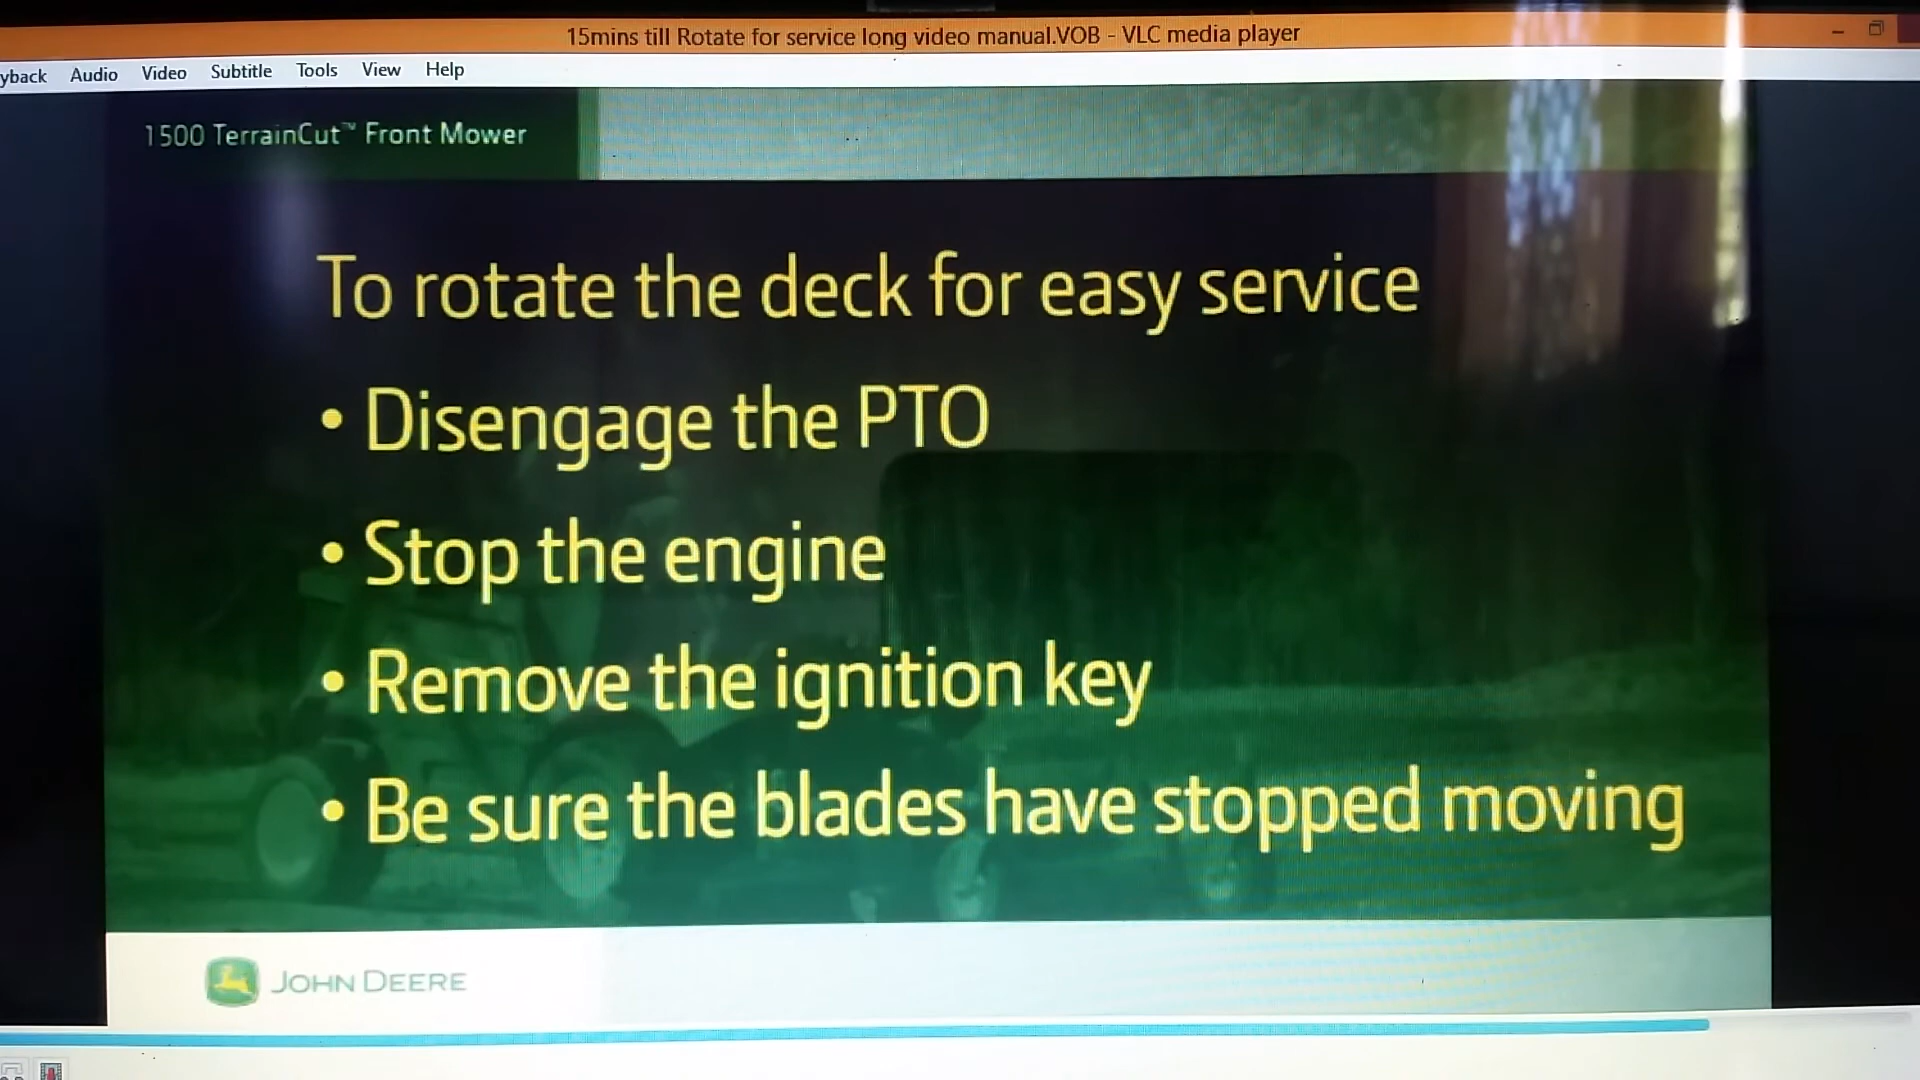 15mins till Rotate for service long video manual.VOB - VLC media player
yback Audio Video Subtitle Tools View Help
1500 TerrainCut™ Front Mower
To rotate the deck for easy service
• Disengage the PTO
• Stop the engine
• Remove the ignition key
• Be sure the blades have stopped moving
JOHN DEERE